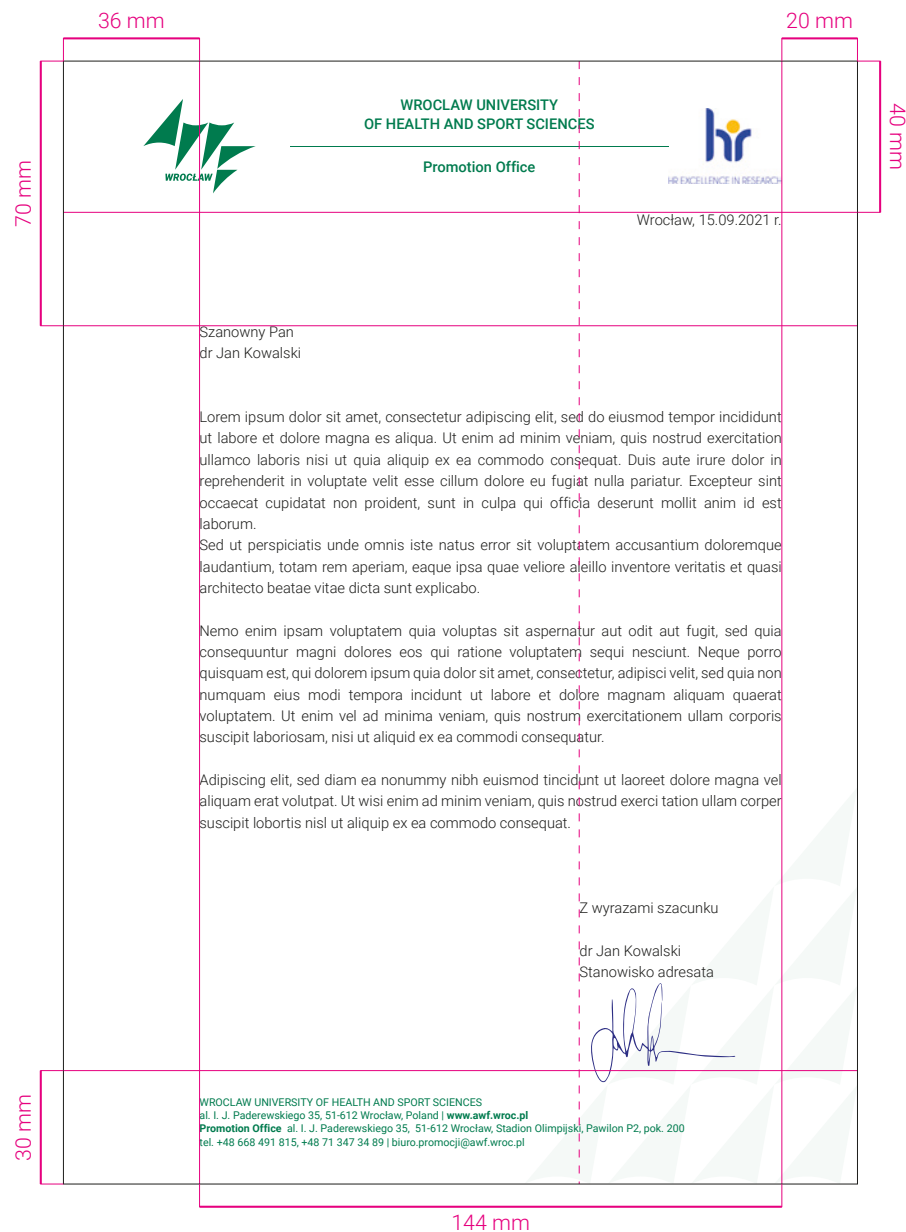 36 mm
20 mm
WROCLAW UNIVERSITY
OF HEALTH AND SPORT SCIENCES
Promotion Office
WROCŁAW
HR EXCELLENCE IN RESEARCH
40 mm
70 mm
Wrocław, 15.09.2021 r.
Szanowny Pan
dr Jan Kowalski
Lorem ipsum dolor sit amet, consectetur adipiscing elit, sed do eiusmod tempor incididunt
ut labore et dolore magna es aliqua. Ut enim ad minim veniam, quis nostrud exercitation
ullamco laboris nisi ut quia aliquip ex ea commodo consequat. Duis aute irure dolor in
reprehenderit in voluptate velit esse cillum dolore eu fugiat nulla pariatur. Excepteur sint
occaecat cupidatat non proident, sunt in culpa qui officia deserunt mollit anim id est
laborum.
Sed ut perspiciatis unde omnis iste natus error sit voluptatem accusantium doloremque
laudantium, totam rem aperiam, eaque ipsa quae veliore aleillo inventore veritatis et quasi
architecto beatae vitae dicta sunt explicabo.
Nemo enim ipsam voluptatem quia voluptas sit aspernatur aut odit aut fugit, sed quia
consequuntur magni dolores eos qui ratione voluptatem sequi nesciunt. Neque porro
quisquam est, qui dolorem ipsum quia dolor sit amet, consectetur, adipisci velit, sed quia non
numquam eius modi tempora incidunt ut labore et dolore magnam aliquam quaerat
voluptatem. Ut enim vel ad minima veniam, quis nostrum exercitationem ullam corporis
suscipit laboriosam, nisi ut aliquid ex ea commodi consequatur.
Adipiscing elit, sed diam ea nonummy nibh euismod tincidunt ut laoreet dolore magna vel
aliquam erat volutpat. Ut wisi enim ad minim veniam, quis nostrud exerci tation ullam corper
suscipit lobortis nisl ut aliquip ex ea commodo consequat.
Z wyrazami szacunku
dr Jan Kowalski
Stanowisko adresata
30 mm
WROCLAW UNIVERSITY OF HEALTH AND SPORT SCIENCES
al. I. J. Paderewskiego 35, 51-612 Wrocław, Poland | www.awf.wroc.pl
Promotion Office al. I. J. Paderewskiego 35, 51-612 Wrocław, Stadion Olimpijski, Pawilon P2, pok. 200
tel. +48 668 491 815, +48 71 347 34 89 | biuro.promocji@awf.wroc.pl
144 mm